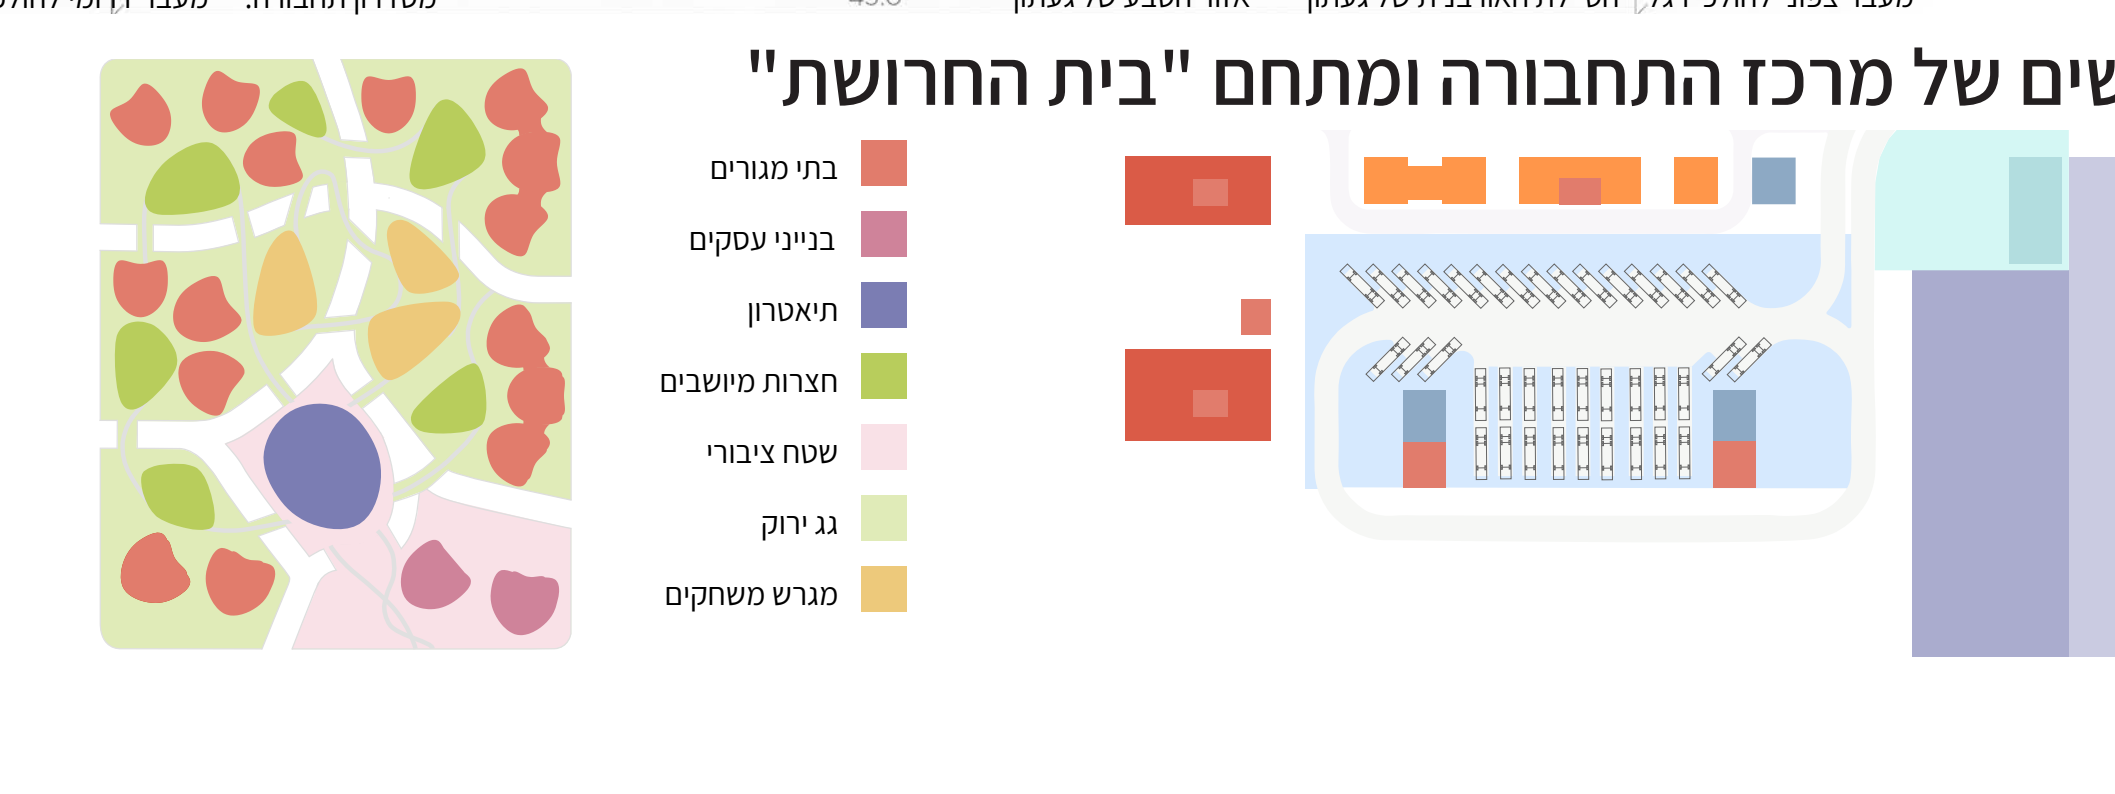 שים של מרכז התחבורה ומתחם "בית החרושת"
בתי מגורים
בנייני עסקים
תיאטרון
חצרות מיושבים
שטח ציבורי
גג ירוק
מגרש משחקים